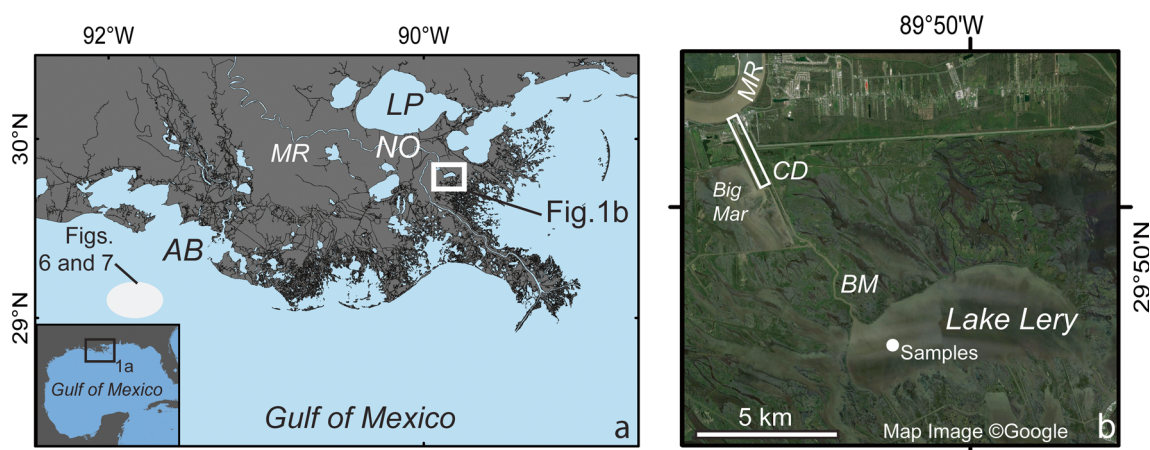 92°W
90°W
30°N
29°N
LP
NO
MR
Fig.1b
Figs.
6 and 7
AB
1a
Gulf of Mexico
Gulf of Mexico
a
89°50'W
29°50'N
MR
CD
Big
Mar
BM
Lake Lery
Samples
5 km
Map Image ©Google
b